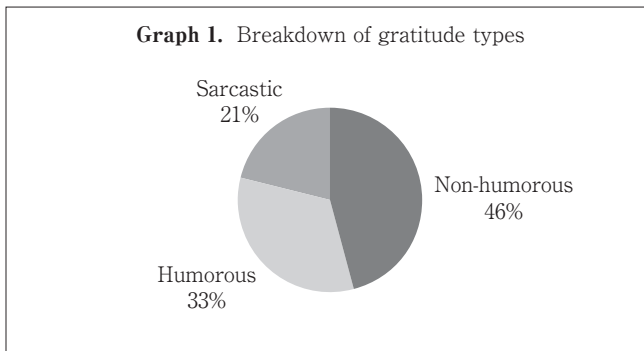 Graph 1. Breakdown of gratitude types
Sarcastic
21%
Non-humorous
46%
Humorous
33%